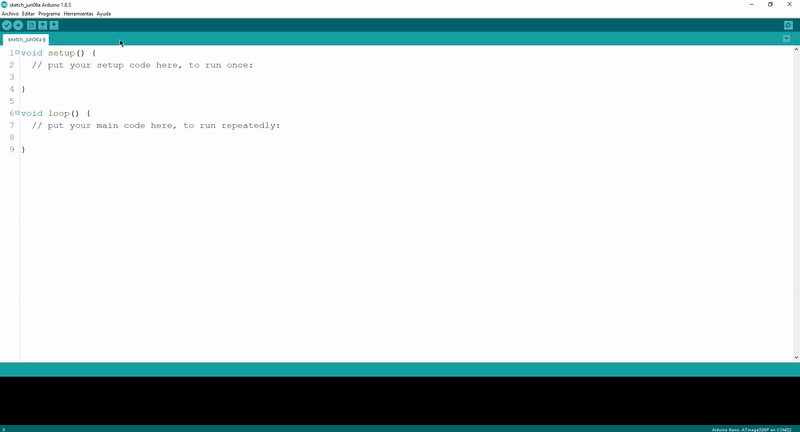 sketch_jun06a Arduino 1.8.5
Archivo Editar Programa Herramientas Ayuda
sketch_jun06a §
1 void setup() {
2 // put your setup code here, to run once:
3
4 }
5
6 void loop() {
7 // put your main code here, to run repeatedly:
8
9 }
3
Arduino Nano, ATmega328P en COM22